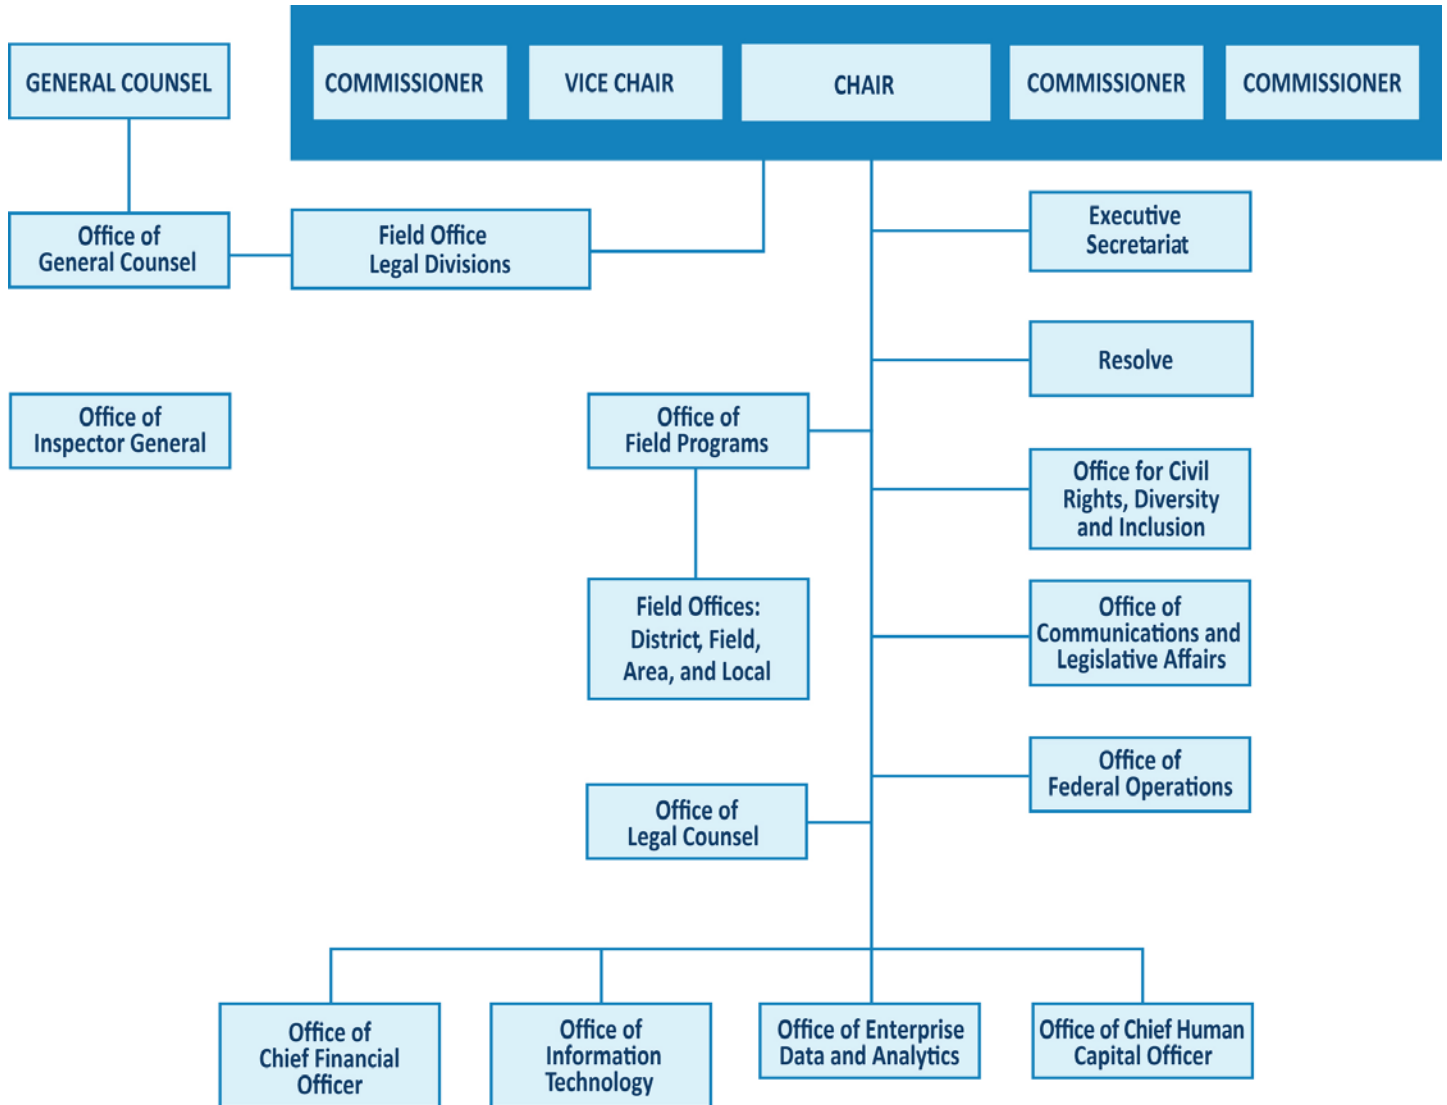 GENERAL COUNSEL
COMMISSIONER
VICE CHAIR
CHAIR
COMMISSIONER
COMMISSIONER
Office of
General Counsel
Field Office
Legal Divisions
Executive
Secretariat
Resolve
Office of
Inspector General
Office of
Field Programs
Office for Civil
Rights, Diversity
and Inclusion
Field Offices:
District, Field,
Area, and Local
Office of
Communications and
Legislative Affairs
Office of
Federal Operations
Office of
Legal Counsel
Office of
Chief Financial
Officer
Office of
Information
Technology
Office of Enterprise
Data and Analytics
Office of Chief Human
Capital Officer